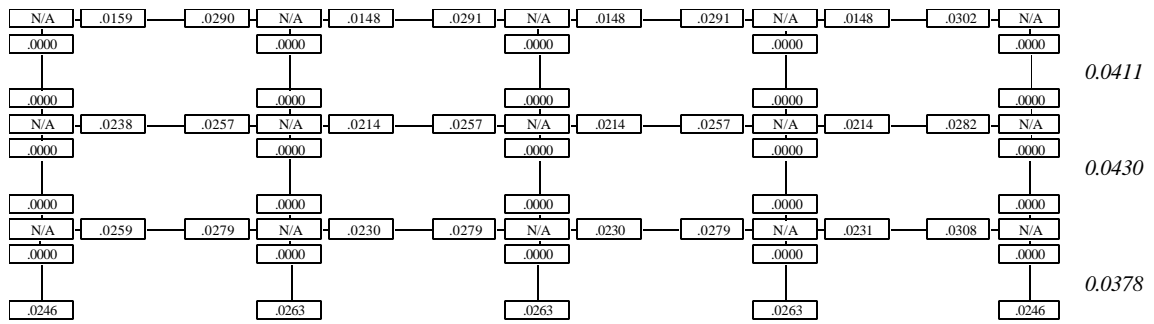 N/A .0159 .0290 N/A .0148 .0291 N/A .0148 .0291 N/A .0148 .0302 N/A
.0000 .0000 .0000 .0000 .0000
0.0411
.0000 .0000 .0000 .0000 .0000
N/A .0238 .0257 N/A .0214 .0257 N/A .0214 .0257 N/A .0214 .0282 N/A
.0000 .0000 .0000 .0000 .0000
0.0430
.0000 .0000 .0000 .0000 .0000
N/A .0259 .0279 N/A .0230 .0279 N/A .0230 .0279 N/A .0231 .0308 N/A
.0000 .0000 .0000 .0000 .0000
0.0378
.0246 .0263 .0263 .0263 .0246